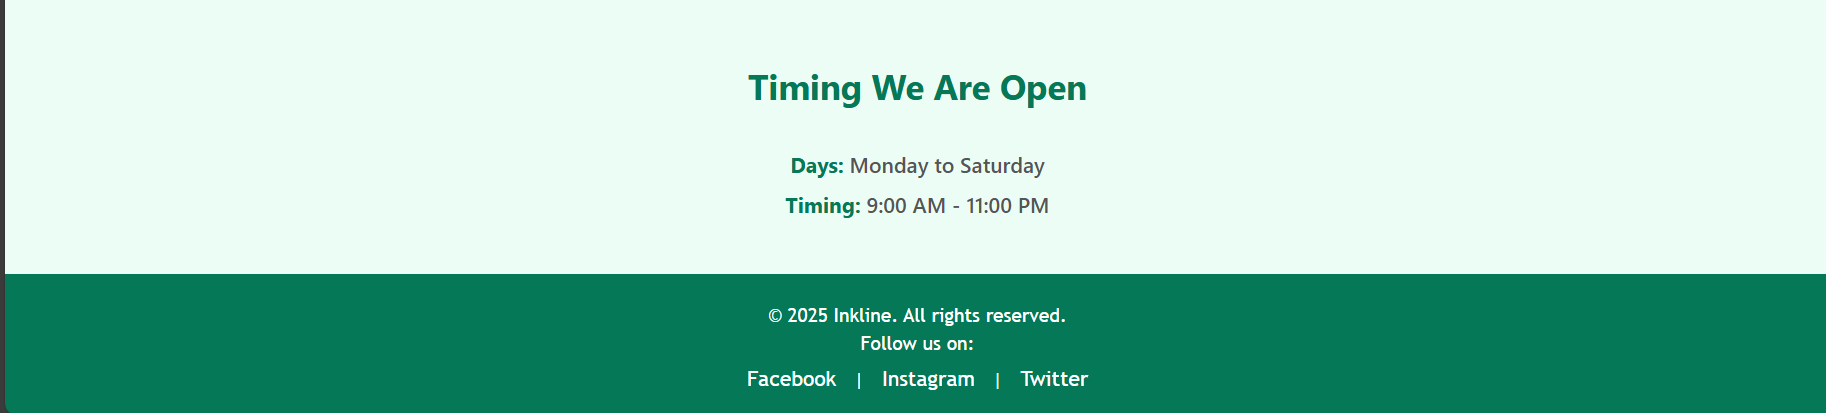 Timing We Are Open
Days: Monday to Saturday
Timing: 9:00 AM - 11:00 PM
© 2025 Inkline. All rights reserved.
Follow us on:
Facebook | Instagram | Twitter